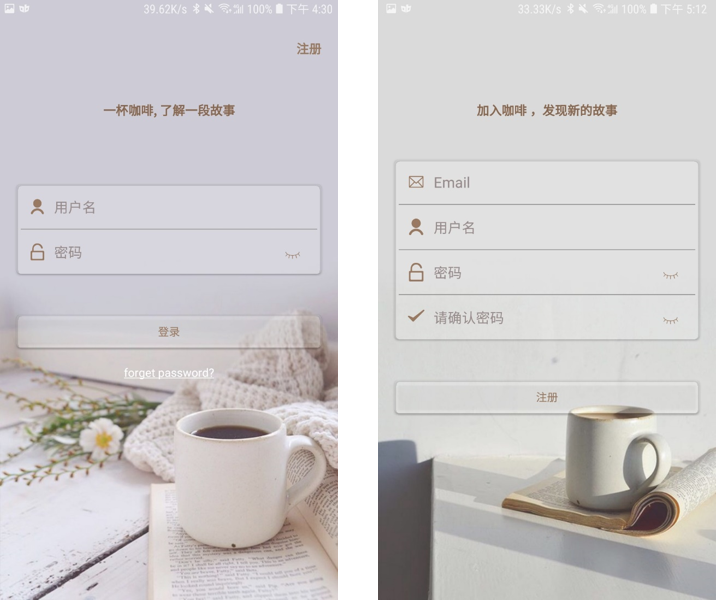 39.62K/s 100% 下午 4:30
注册
一杯咖啡, 了解一段故事
用户名
密码
登录
forget password?
33.33K/s 100% 下午 5:12
加入咖啡 ，发现新的故事
Email
用户名
密码
请确认密码
注册